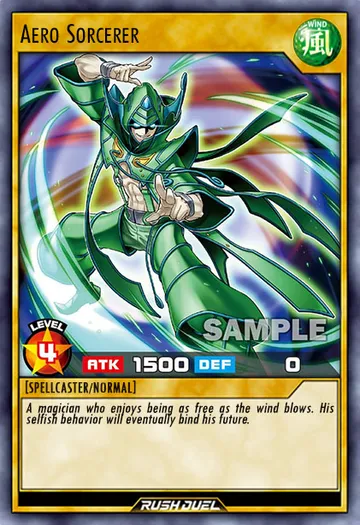 Aero Sorcerer
WIND
風
SAMPLE
LEVEL
4
ATK 1500 DEF 0
[SPELLCASTER/NORMAL]
A magician who enjoys being as free as the wind blows. His
selfish behavior will eventually bind his future.
RUSH DUEL